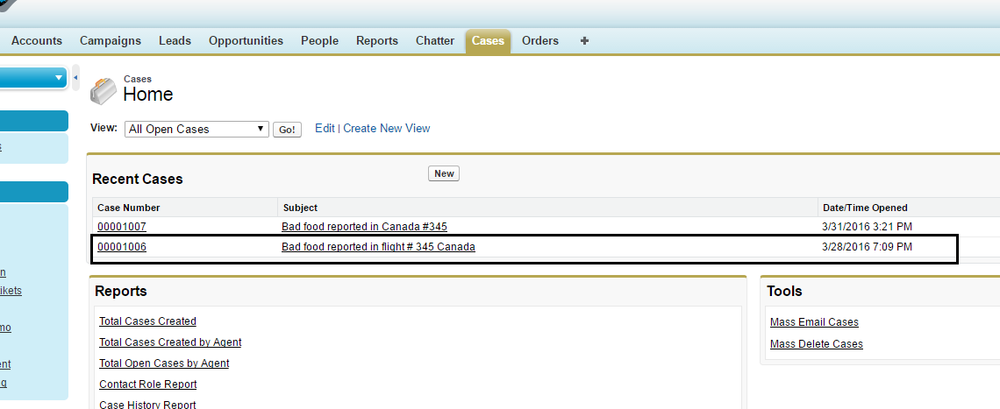 Accounts Campaigns Leads Opportunities People Reports Chatter Cases Orders +
Cases
Home
View: All Open Cases Go! Edit | Create New View
Recent Cases New
Case Number Subject Date/Time Opened
00001007 Bad food reported in Canada #345 3/31/2016 3:21 PM
00001006 Bad food reported in flight # 345 Canada 3/28/2016 7:09 PM
Reports Tools
Total Cases Created Mass Email Cases
Total Cases Created by Agent Mass Delete Cases
Total Open Cases by Agent
Contact Role Report
Case History Report